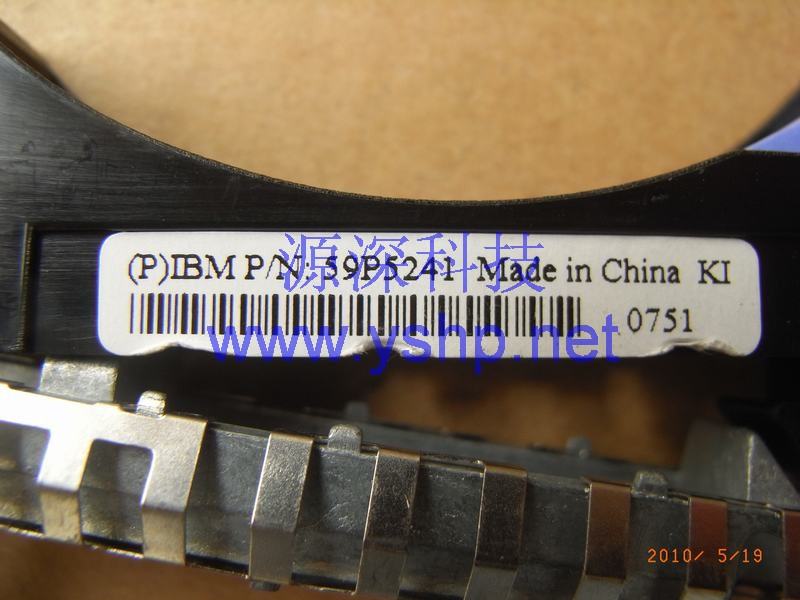 源深科技
(P)IBM P/N: 59P5241 Made in China KI
0751
www.yshp.net
2010/ 5/19